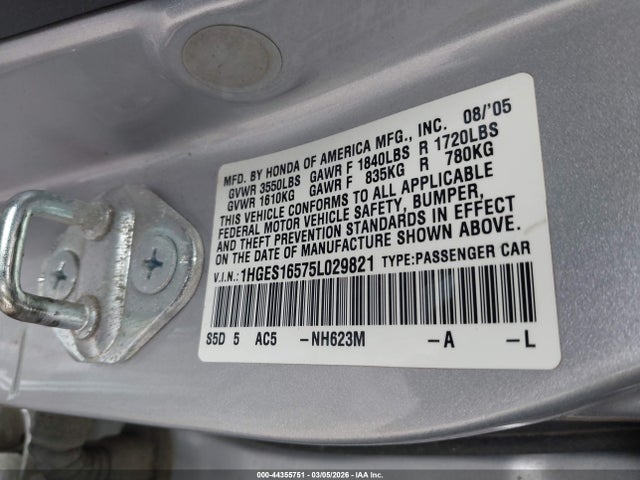 MFD. BY HONDA OF AMERICA MFG., INC. 08/'05
GVWR 3550LBS GAWR F 1840LBS R 1720LBS
GVWR 1610KG GAWR F 835KG R 780KG
THIS VEHICLE CONFORMS TO ALL APPLICABLE
FEDERAL MOTOR VEHICLE SAFETY, BUMPER,
AND THEFT PREVENTION STANDARDS IN EFFECT
ON THE DATE OF MANUFACTURE SHOWN ABOVE.
V.I.N.: 1HGES16575L029821 TYPE:PASSENGER CAR
S5D 5 AC5 -NH623M -A -L
000-44355751 | 03/05/2026 | IAA Inc.